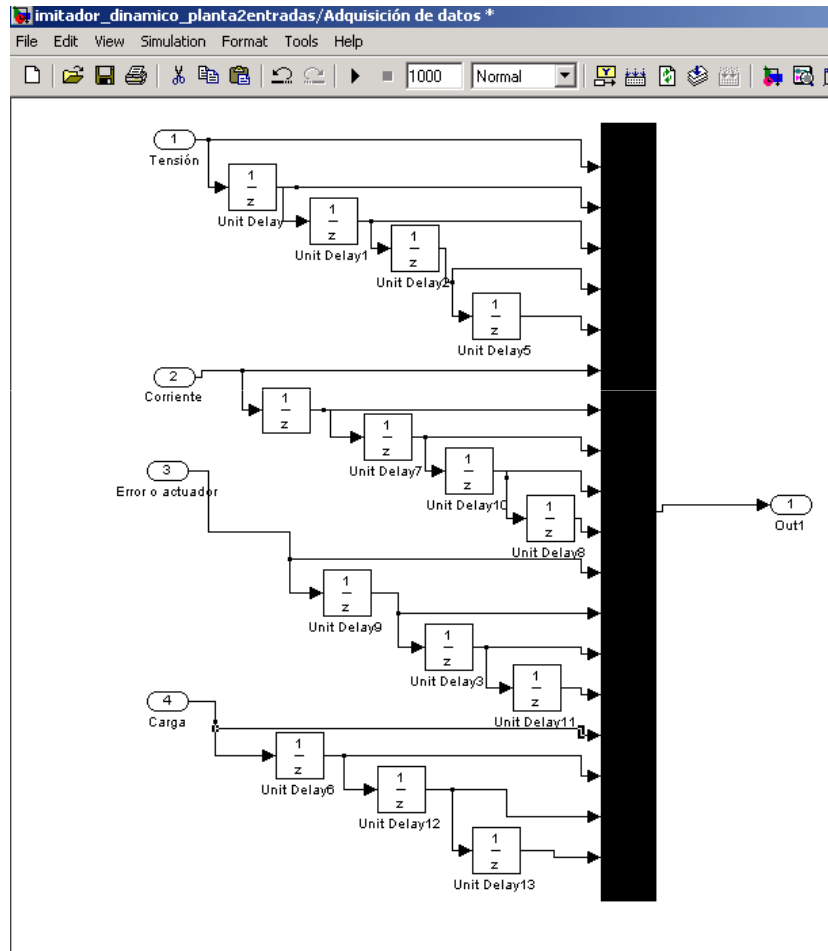 imitador_dinamico_planta2entradas/Adquisición de datos *
File Edit View Simulation Format Tools Help
1000 Normal
1
Tensión
1
z
Unit Delay
1
z
Unit Delay1
1
z
Unit Delay2
1
z
Unit Delay5
2
Corriente
1
z
1
z
Unit Delay7
3
Error o actuador
1
z
Unit Delay10
1
z
Unit Delay8
1
Out1
1
z
Unit Delay9
1
z
Unit Delay3
1
z
Unit Delay11
4
Carga
1
z
Unit Delay6
1
z
Unit Delay12
1
z
Unit Delay13